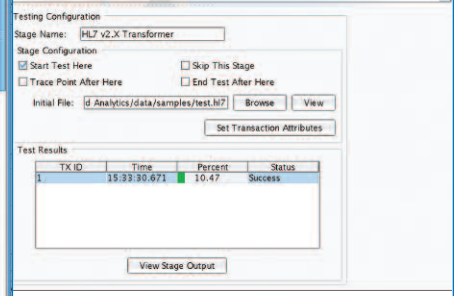 Testing Configuration
Stage Name: HL7 v2.X Transformer
Stage Configuration
Start Test Here Skip This Stage
Trace Point After Here End Test After Here
Initial File: d Analytics/data/samples/test.hl7 Browse View
Set Transaction Attributes
Test Results
TX ID Time Percent Status
1 15:33:30.671 10.47 Success
View Stage Output